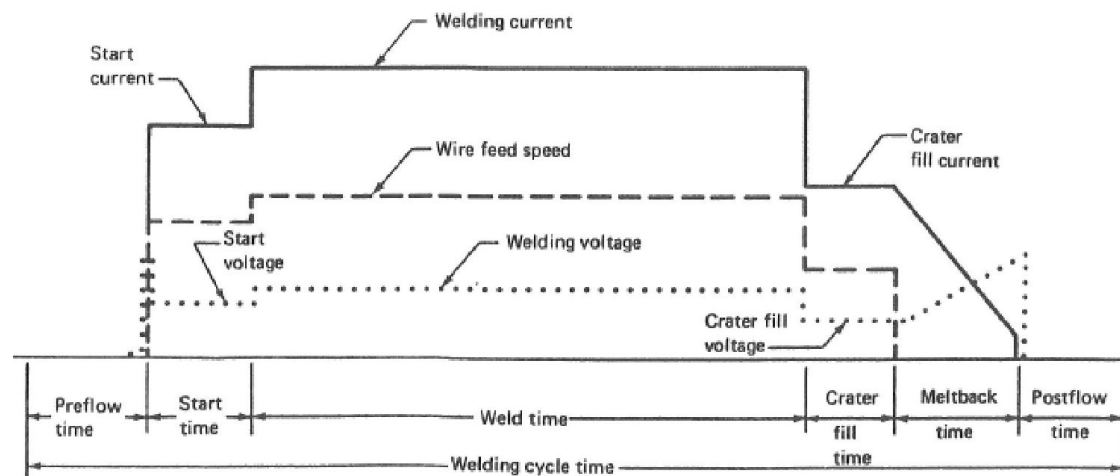 Welding current
Start
current
Wire feed speed
Crater
fill current
Start
voltage
Welding voltage
Crater fill
voltage
Preflow
time
Start
time
Weld time
Crater
fill
time
Meltback
time
Postflow
time
Welding cycle time